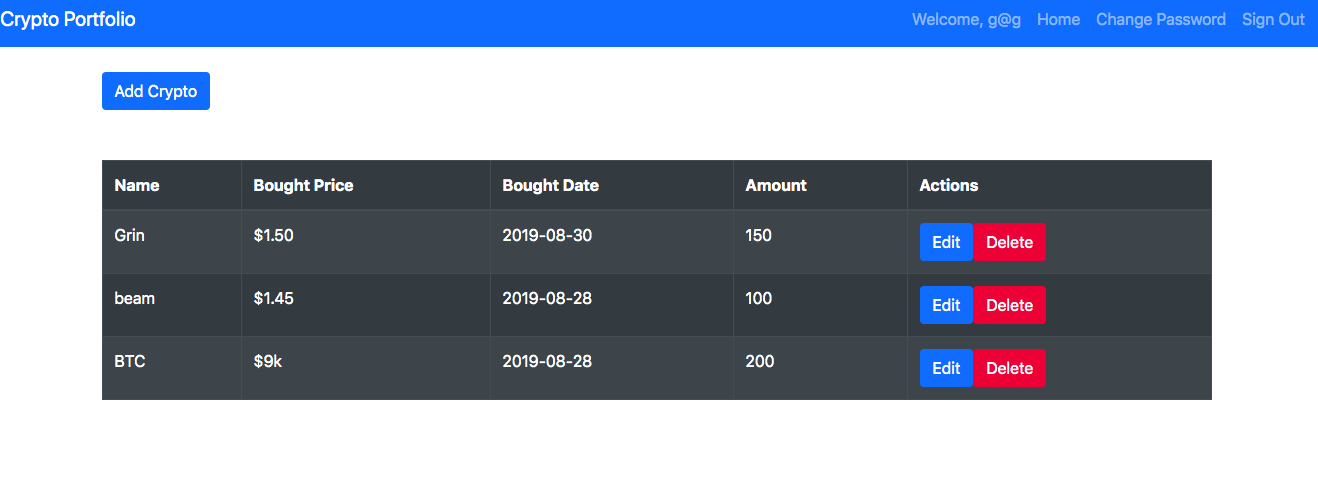 Crypto Portfolio Welcome, g@g Home Change Password Sign Out
Add Crypto
Name Bought Price Bought Date Amount Actions
Grin $1.50 2019-08-30 150 Edit Delete
beam $1.45 2019-08-28 100 Edit Delete
BTC $9k 2019-08-28 200 Edit Delete